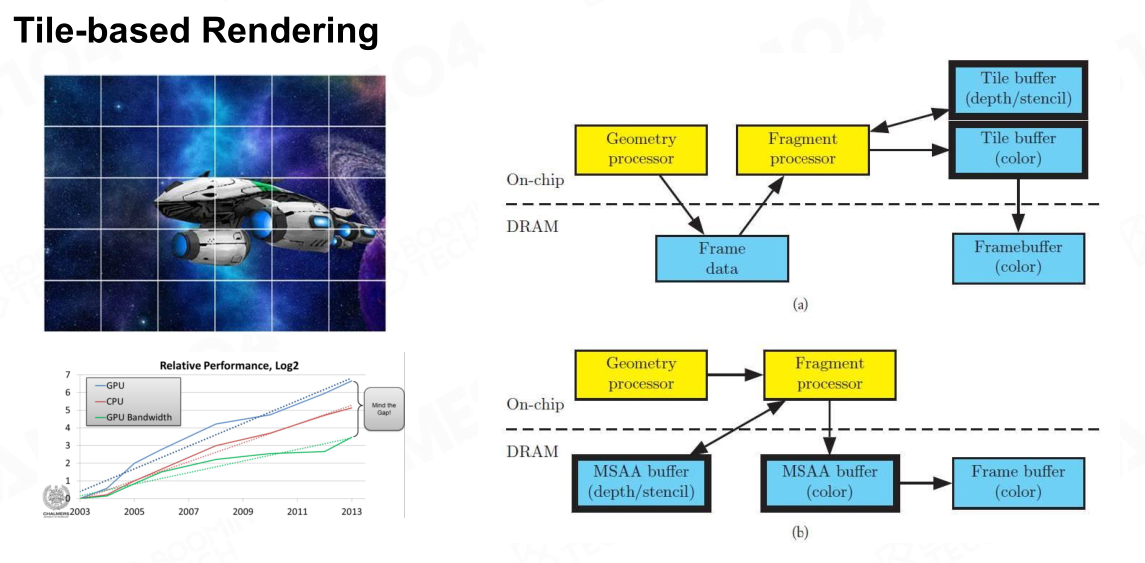 Tile-based Rendering
Relative Performance, Log2
7
6
5
4
3
2
1
0
GPU
CPU
GPU Bandwidth
Mind the
Gap!
2003
2005
2007
2009
2011
2013
CHALMERS
Tile buffer
(depth/stencil)
Geometry
processor
Fragment
processor
Tile buffer
(color)
On-chip
DRAM
Frame
data
Framebuffer
(color)
(a)
Geometry
processor
Fragment
processor
On-chip
DRAM
MSAA buffer
(depth/stencil)
MSAA buffer
(color)
Frame buffer
(color)
(b)